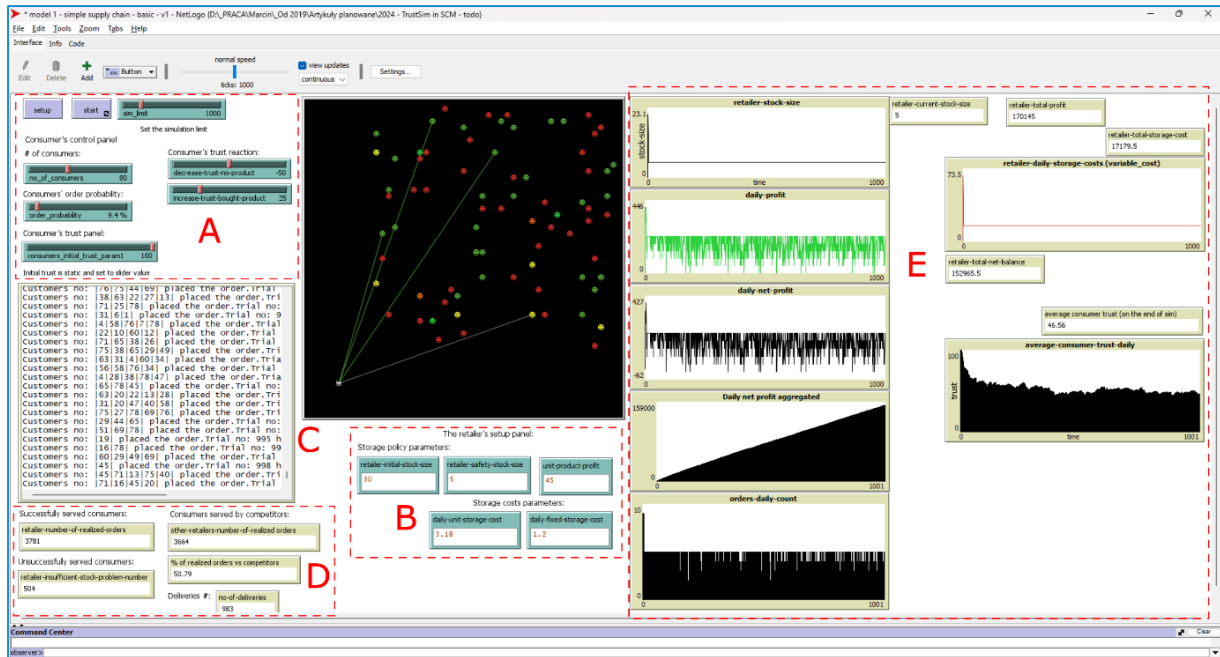 * model 1 - simple supply chain - basic - v1 - NetLogo {D:\_PRACA\Marcin\_Od 2019\Artykuły planowane\2024 - TrustSim in SCM - todo}
File Edit Tools Zoom Tabs Help
Interface Info Code
Edit Delete Add Button normal speed ticks: 1000 view updates continuous Settings...
setup start sim_limit 1000
Set the simulation limit
Consumer's control panel
# of consumers:
no_of_consumers 80
Consumer's trust reaction:
decrease-trust-no-product -50
increase-trust-bought-product 25
Consumers' order probability:
order_probability 9.4 %
A
Consumer's trust panel:
consumers_initial_trust_param1 100
Initial trust is static and set to slider value
Customers no: |76|75|44|69| placed the order.Trial
Customers no: |38|63|22|27|13| placed the order.Tri
Customers no: |71|25|78| placed the order.Trial no:
Customers no: |31|6|1| placed the order.Trial no: 9
Customers no: |4|58|76|7|78| placed the order.Trial
Customers no: |22|10|60|12| placed the order.Trial
Customers no: |71|65|38|26| placed the order.Trial
Customers no: |75|38|65|29|49| placed the order.Tri
Customers no: |63|31|4|60|34| placed the order.Tria
Customers no: |56|58|76|34| placed the order.Trial
Customers no: |4|28|38|78|47| placed the order.Tria
Customers no: |65|78|45| placed the order.Trial no:
Customers no: |63|20|22|13|28| placed the order.Tri
Customers no: |31|20|47|40|58| placed the order.Tri
Customers no: |75|27|78|69|76| placed the order.Tri
Customers no: |29|44|65| placed the order.Trial no:
Customers no: |51|69|78| placed the order.Trial no:
Customers no: |19| placed the order.Trial no: 995 h
Customers no: |16|78| placed the order.Trial no: 99
Customers no: |60|29|49|69| placed the order.Trial
Customers no: |45| placed the order.Trial no: 998 h
Customers no: |45|71|13|75|40| placed the order.Tri
Customers no: |71|16|45|20| placed the order.Trial
C
The retailer's setup panel:
Storage policy parameters:
retailer-initial-stock-size
30
retailer-safety-stock-size
5
unit-product-profit
45
Storage costs parameters:
B
daily-unit-storage-cost
3.18
daily-fixed-storage-cost
1.2
Successfully served consumers:
retailer-number-of-realized-orders
3781
Consumers served by competitors:
other-retailers-number-of-realized orders
3664
Unsuccessfully served consumers:
retailer-insufficient-stock-problem-number
504
% of realized orders vs competitors
50.79
D
Deliveries #:
no-of-deliveries
983
retailer-stock-size
23.1
stock-size
0
0 time 1000
daily-profit
446
0
0 1000
daily-net-profit
427
-62
0 1000
Daily net profit aggregated
159000
0
0 1001
orders-daily-count
10
0
0 1001
retailer-current-stock-size
5
retailer-total-profit
170145
retailer-total-storage-cost
17179.5
retailer-daily-storage-costs (variable_cost)
73.5
0
0 1000
E
retailer-total-net-balance
152965.5
average consumer trust (on the end of sim)
46.56
average-consumer-trust-daily
100
trust
0
0 time 1001
Command Center
Clear
observer>